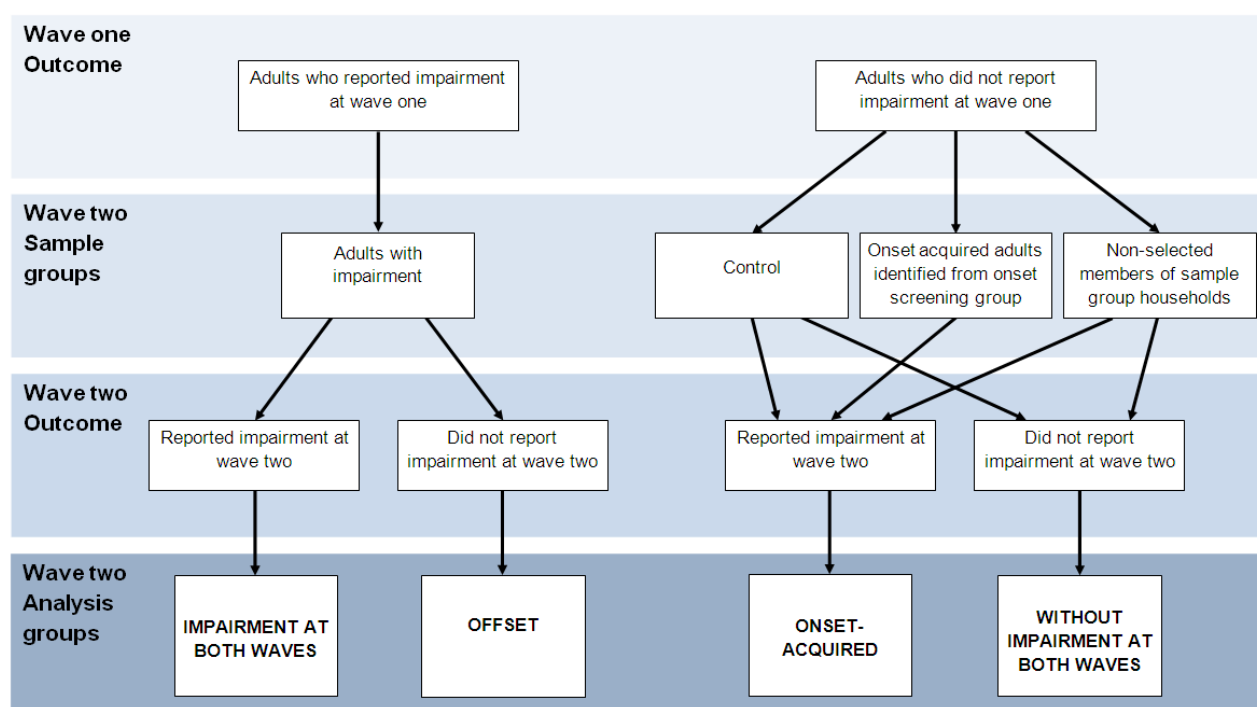 Wave one
Outcome
Adults who reported impairment
at wave one
Adults who did not report
impairment at wave one
Wave two
Sample
groups
Adults with
impairment
Control
Onset acquired adults
identified from onset
screening group
Non-selected
members of sample
group households
Wave two
Outcome
Reported impairment at
wave two
Did not report
impairment at wave two
Reported impairment at
wave two
Did not report
impairment at wave two
Wave two
Analysis
groups
IMPAIRMENT AT
BOTH WAVES
OFFSET
ONSET-
ACQUIRED
WITHOUT
IMPAIRMENT AT
BOTH WAVES